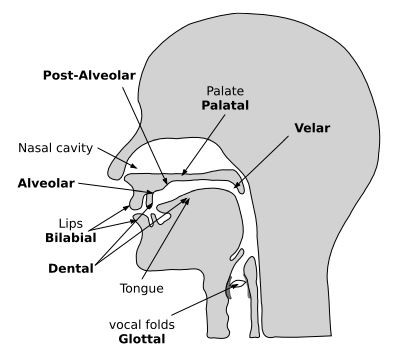 Post-Alveolar
Palate
Palatal
Velar
Nasal cavity
Alveolar
Lips
Bilabial
Dental
Tongue
vocal folds
Glottal